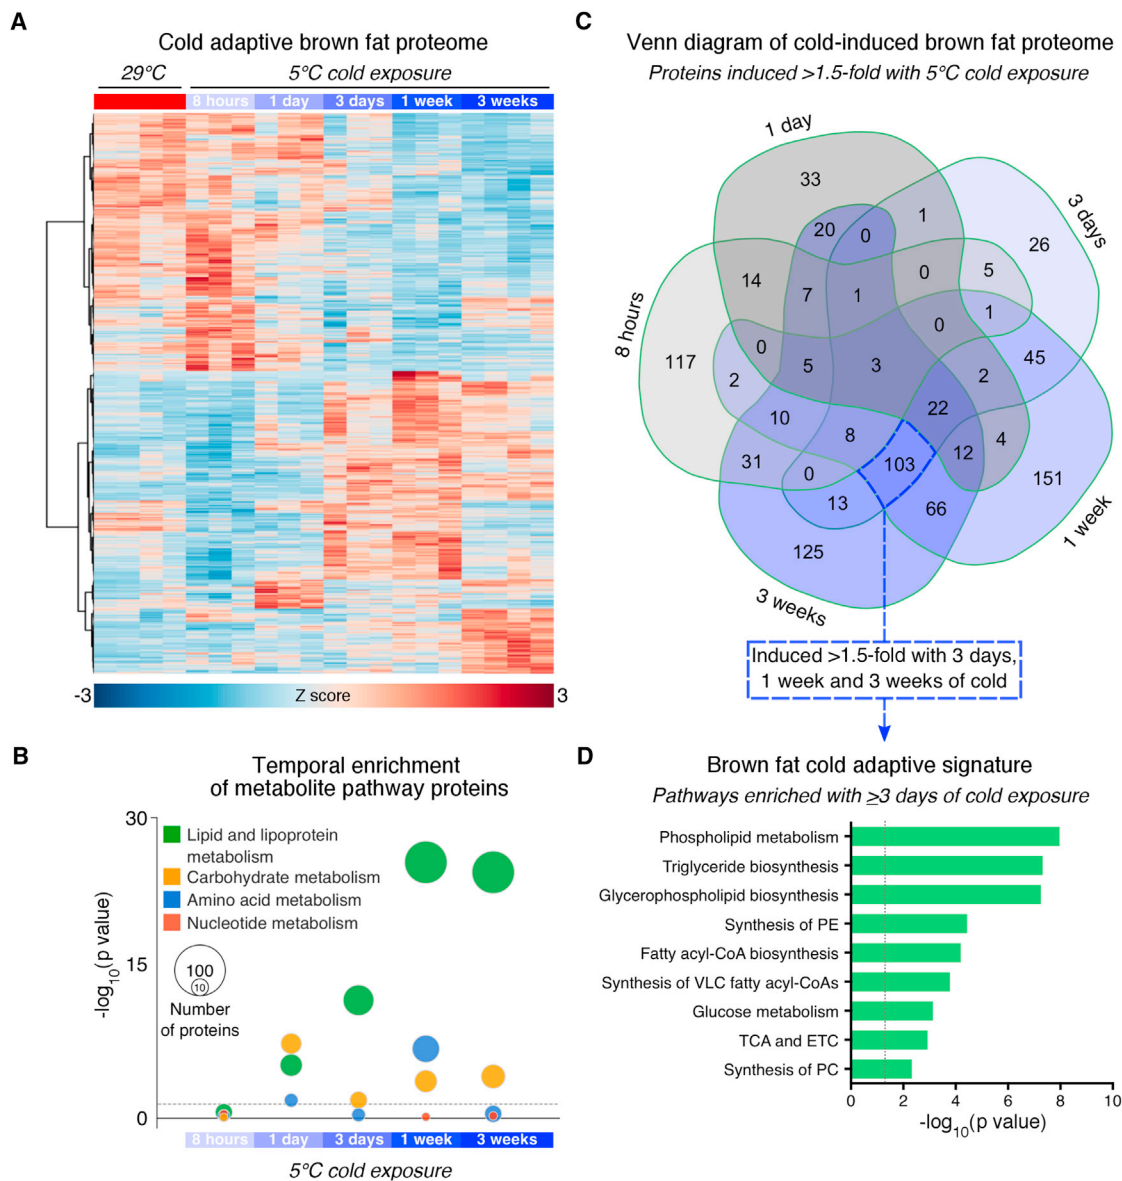 A
Cold adaptive brown fat proteome
29°C
5°C cold exposure
8 hours
1 day
3 days
1 week
3 weeks
-3
Z score
3
B
Temporal enrichment
of metabolite pathway proteins
30
15
0
-log10(p value)
Lipid and lipoprotein
metabolism
Carbohydrate metabolism
Amino acid metabolism
Nucleotide metabolism
100
10
Number
of proteins
8 hours
1 day
3 days
1 week
3 weeks
5°C cold exposure
C
Venn diagram of cold-induced brown fat proteome
Proteins induced >1.5-fold with 5°C cold exposure
1 day
3 days
8 hours
1 week
3 weeks
33
1
20
0
26
14
7
1
0
5
1
0
117
0
5
3
2
45
2
10
22
8
4
31
0
103
12
151
13
66
125
Induced >1.5-fold with 3 days,
1 week and 3 weeks of cold
D
Brown fat cold adaptive signature
Pathways enriched with ≥3 days of cold exposure
Phospholipid metabolism
Triglyceride biosynthesis
Glycerophospholipid biosynthesis
Synthesis of PE
Fatty acyl-CoA biosynthesis
Synthesis of VLC fatty acyl-CoAs
Glucose metabolism
TCA and ETC
Synthesis of PC
0 2 4 6 8 10
-log10(p value)